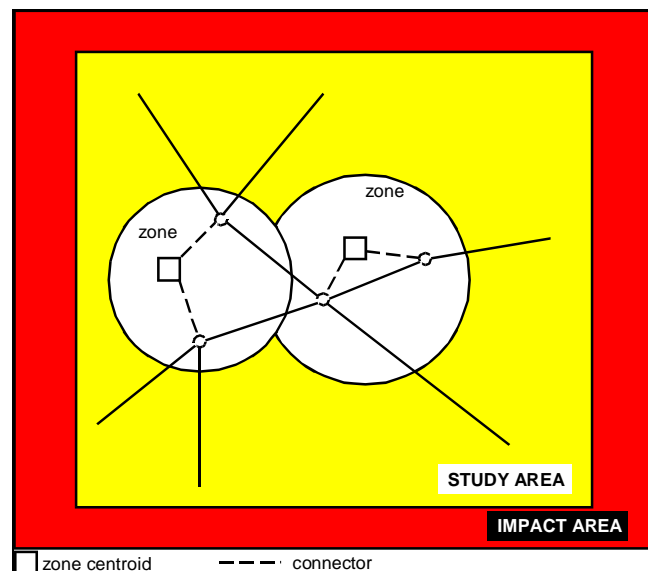 zone
zone
STUDY AREA
IMPACT AREA
zone centroid
connector